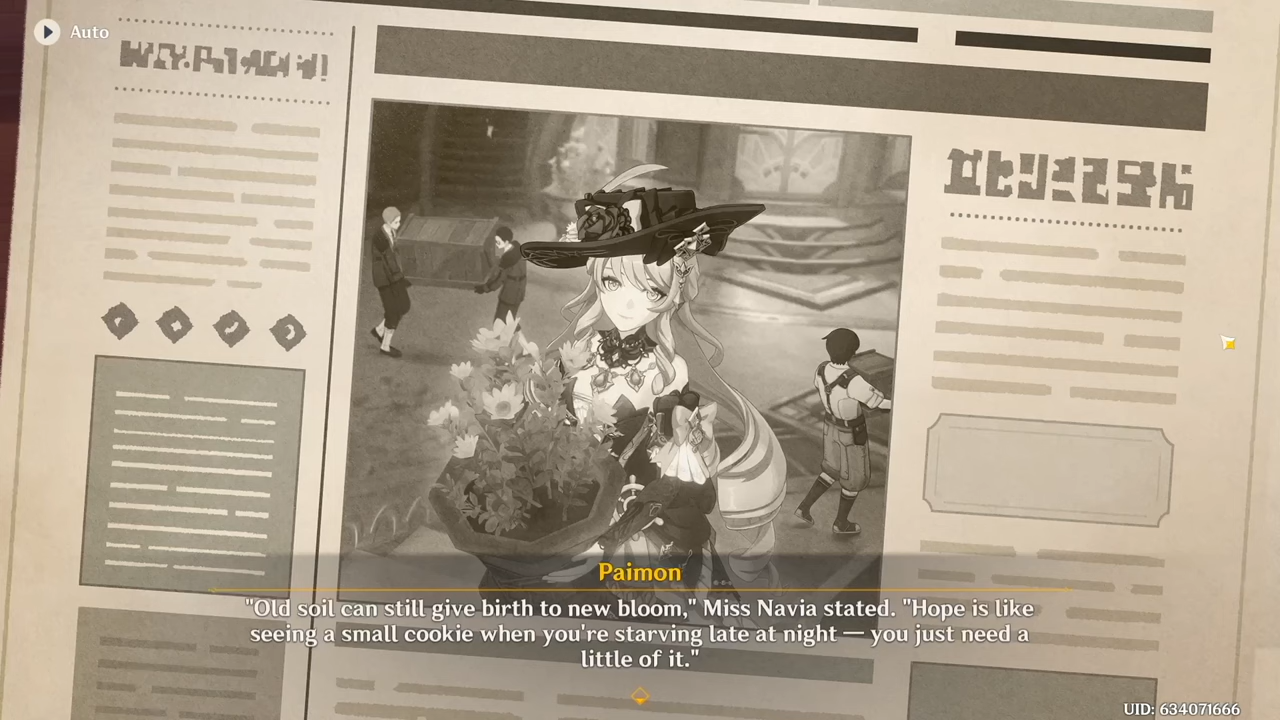 Auto
Paimon
"Old soil can still give birth to new bloom," Miss Navia stated. "Hope is like
seeing a small cookie when you're starving late at night — you just need a
little of it."
UID: 634071666